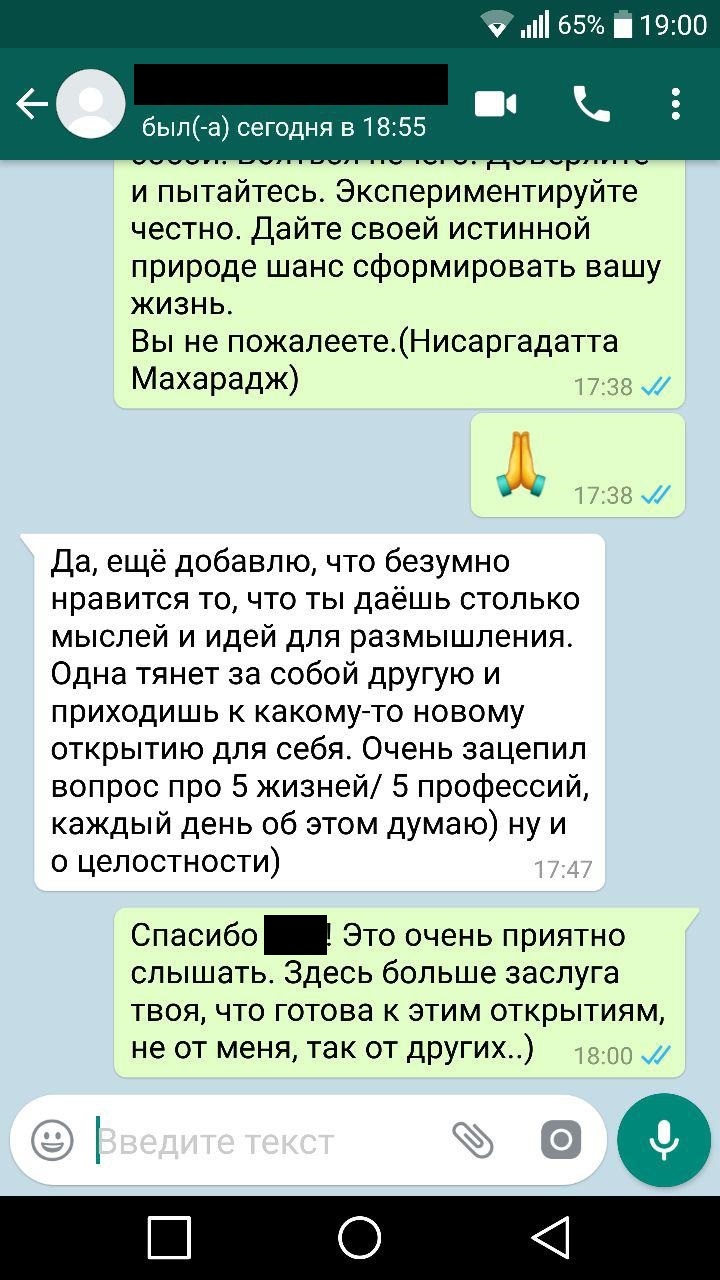 65% 19:00
был(-а) сегодня в 18:55
собой. Бояться нечего. Доверяйте
и пытайтесь. Экспериментируйте
честно. Дайте своей истинной
природе шанс сформировать вашу
жизнь.
Вы не пожалеете.(Нисаргадатта
Махарадж)
17:38
17:38
Да, ещё добавлю, что безумно
нравится то, что ты даёшь столько
мыслей и идей для размышления.
Одна тянет за собой другую и
приходишь к какому-то новому
открытию для себя. Очень зацепил
вопрос про 5 жизней/ 5 профессий,
каждый день об этом думаю) ну и
о целостности)
17:47
Спасибо ! Это очень приятно
слышать. Здесь больше заслуга
твоя, что готова к этим открытиям,
не от меня, так от других..)
18:00
Введите текст